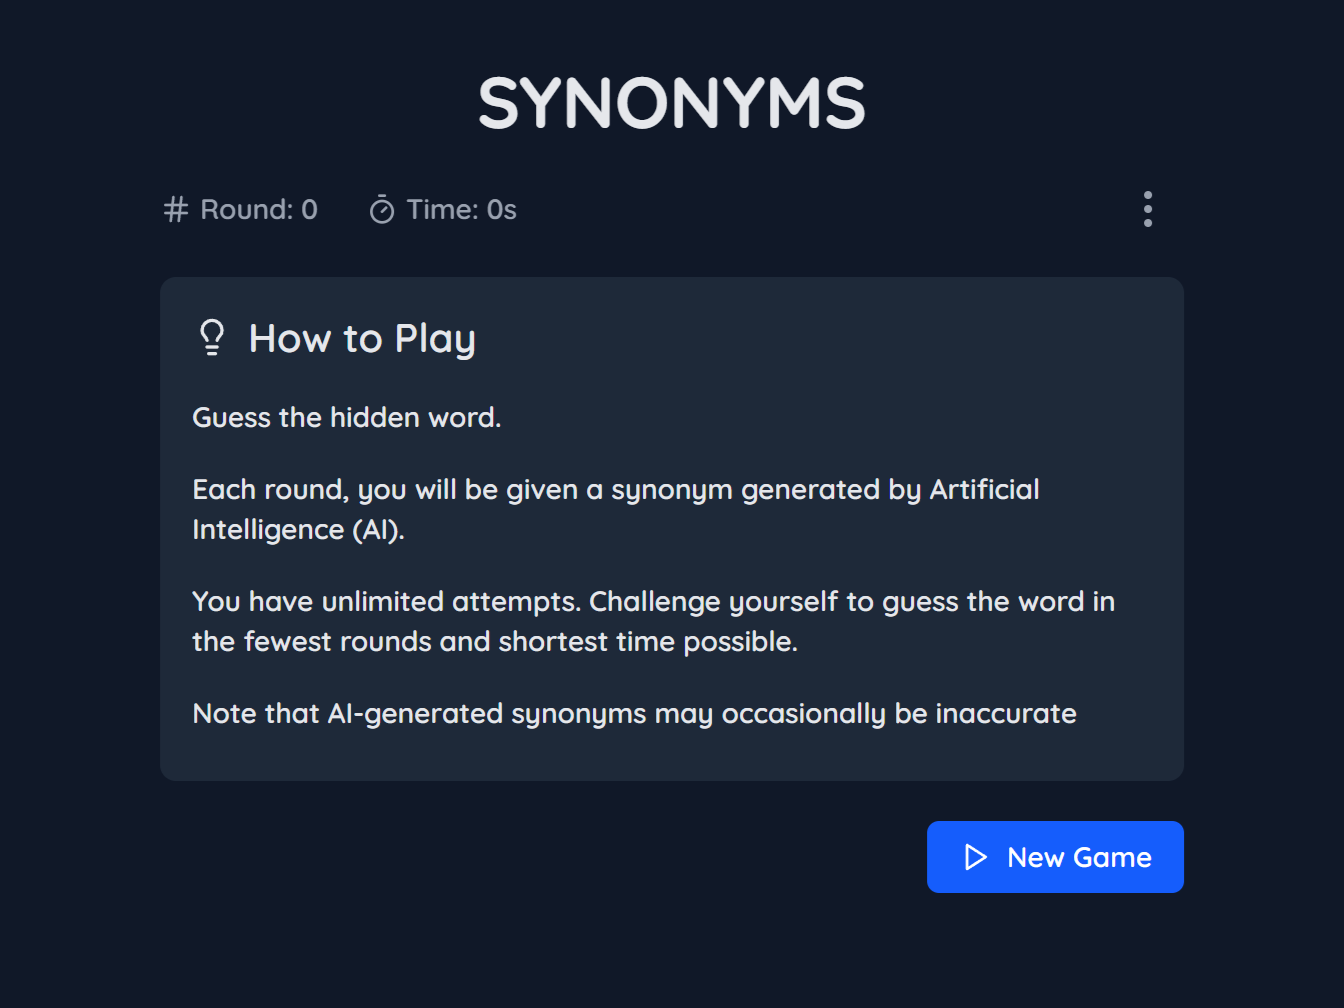 SYNONYMS
Round: 0
Time: 0s
How to Play
Guess the hidden word.
Each round, you will be given a synonym generated by Artificial
Intelligence (AI).
You have unlimited attempts. Challenge yourself to guess the word in
the fewest rounds and shortest time possible.
Note that AI-generated synonyms may occasionally be inaccurate
New Game